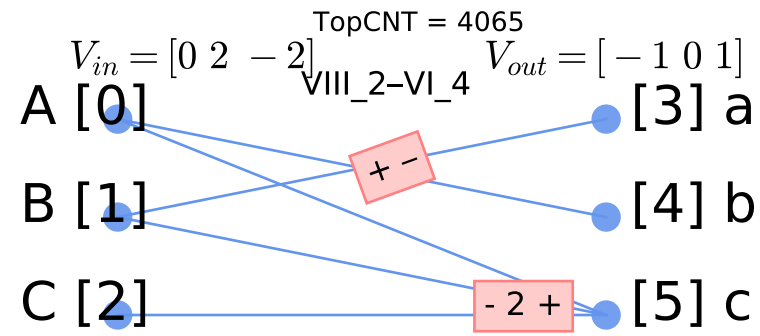 TopCNT = 4065
V_in = [0 2 − 2] V_out = [ − 1 0 1]
VIII_2–VI_4
A [0] [3] a
+ −
B [1] [4] b
C [2] - 2 + [5] c